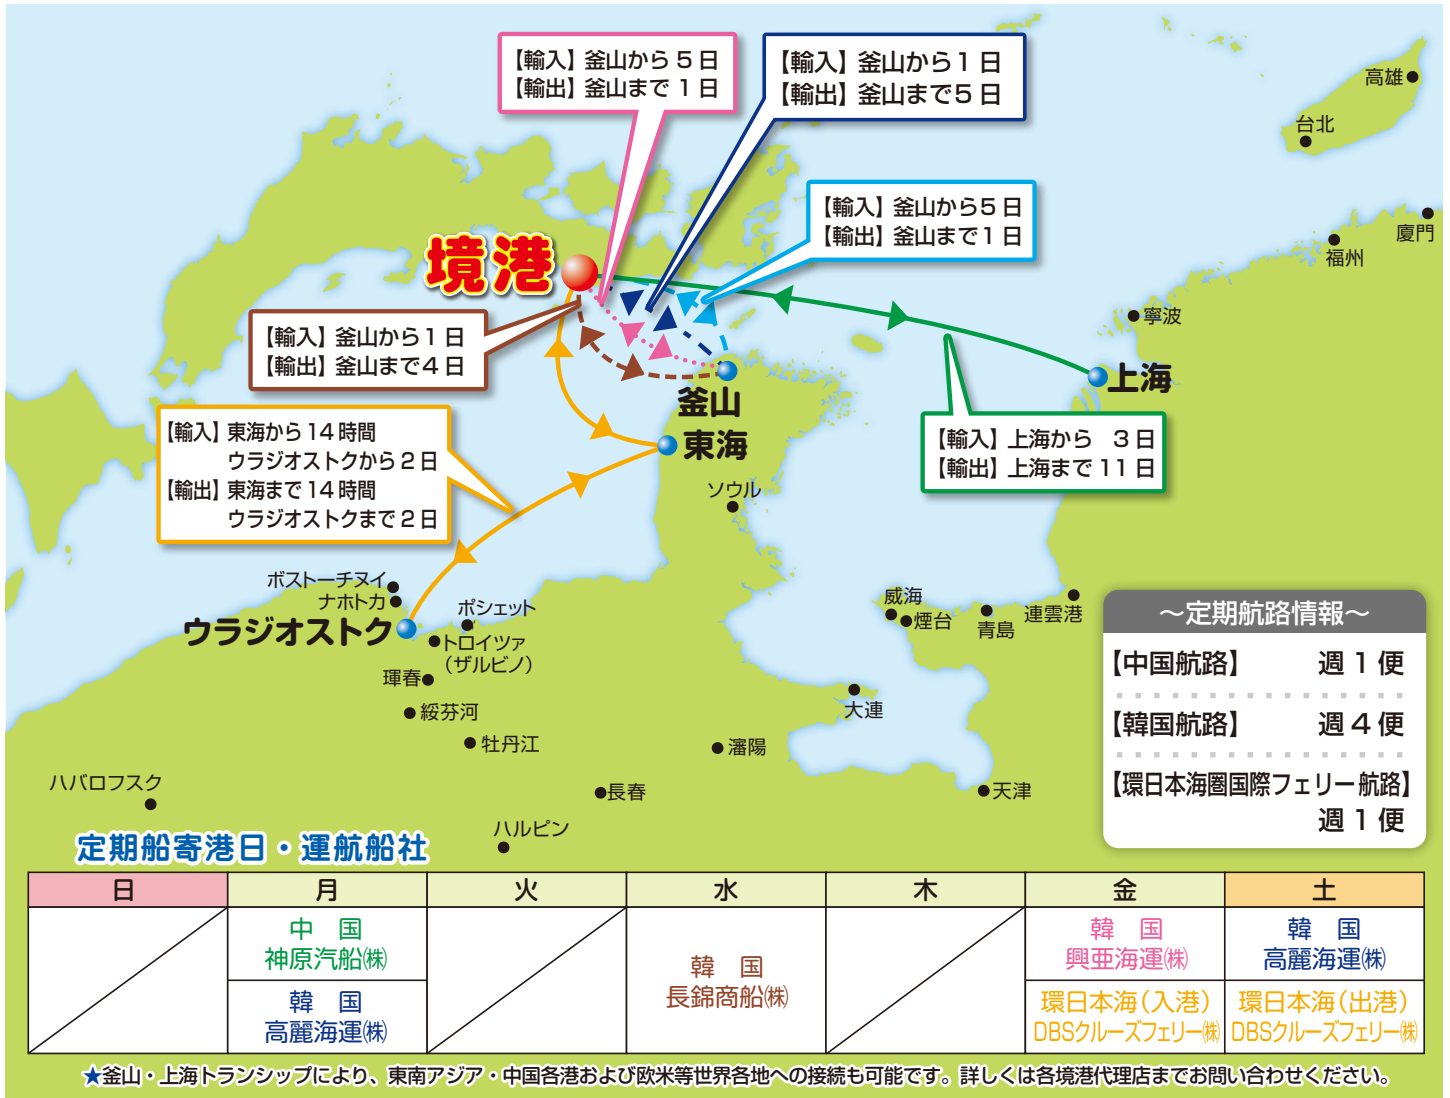 【輸入】釜山から 5 日
【輸出】釜山まで 1 日
【輸入】釜山から 1 日
【輸出】釜山まで 5 日
高雄
台北
【輸入】釜山から 5 日
【輸出】釜山まで 1 日
厦門
福州
境港
寧波
【輸入】釜山から 1 日
【輸出】釜山まで 4 日
上海
釜山
【輸入】東海から 14 時間
ウラジオストクから 2 日
【輸出】東海まで 14 時間
ウラジオストクまで 2 日
東海
【輸入】上海から　3 日
【輸出】上海まで 11 日
ソウル
ボストーチヌイ
ナホトカ
ポシェット
ウラジオストク
トロイツァ
（ザルビノ）
威海
煙台
青島
連雲港
琿春
綏芬河
牡丹江
大連
瀋陽
天津
長春
ハバロフスク
ハルピン
～定期航路情報～
【中国航路】　週 1 便
【韓国航路】　週 4 便
【環日本海圏国際フェリー航路】
週 1 便
定期船寄港日・運航船社
日　月　火　水　木　金　土
中　国
神原汽船㈱
韓　国
高麗海運㈱
韓　国
長錦商船㈱
韓　国
興亜海運㈱
環日本海（入港）
DBSクルーズフェリー㈱
韓　国
高麗海運㈱
環日本海（出港）
DBSクルーズフェリー㈱
★釜山・上海トランシップにより、東南アジア・中国各港および欧米等世界各地への接続も可能です。詳しくは各境港代理店までお問い合わせください。